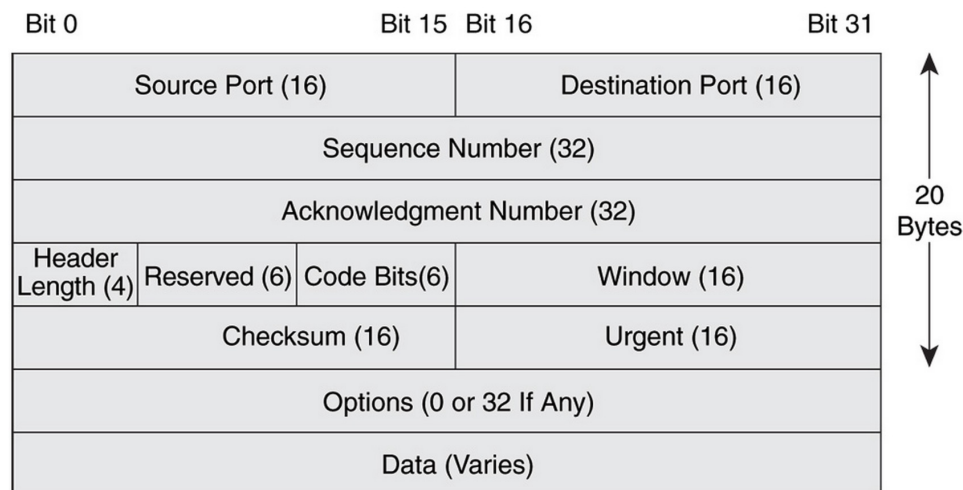 Bit 0 Bit 15 Bit 16 Bit 31
Source Port (16) Destination Port (16)
Sequence Number (32)
Acknowledgment Number (32)
20
Bytes
Header
Length (4) Reserved (6) Code Bits(6) Window (16)
Checksum (16) Urgent (16)
Options (0 or 32 If Any)
Data (Varies)